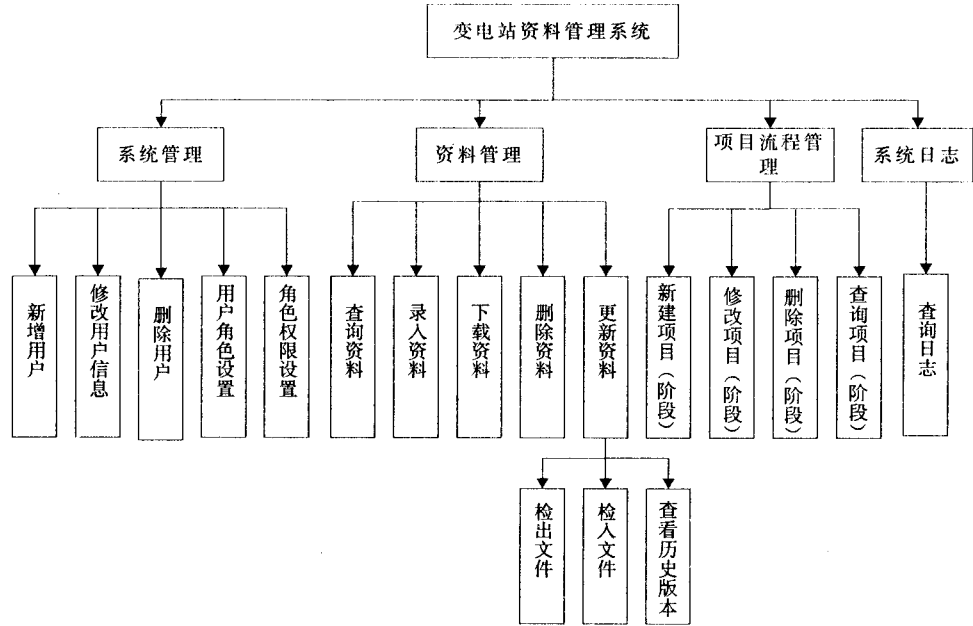 变电站资料管理系统
系统管理
资料管理
项目流程管
理
系统日志
新增用户
修改用户信息
删除用户
用户角色设置
角色权限设置
查询资料
录入资料
下载资料
删除资料
更新资料
新建项目(阶段)
修改项目(阶段)
删除项目(阶段)
查询项目(阶段)
查询日志
检出文件
检入文件
查看历史版本